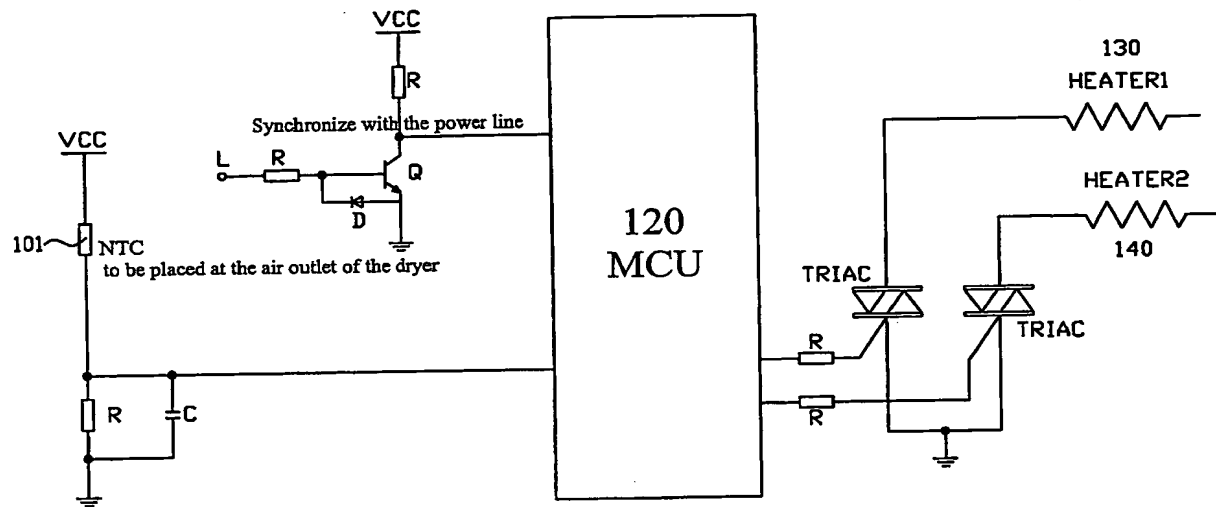 VCC
R
Synchronize with the power line
L
R
Q
D
VCC
101
NTC
to be placed at the air outlet of the dryer
R
C
120
MCU
130
HEATER1
HEATER2
140
TRIAC
TRIAC
R
R